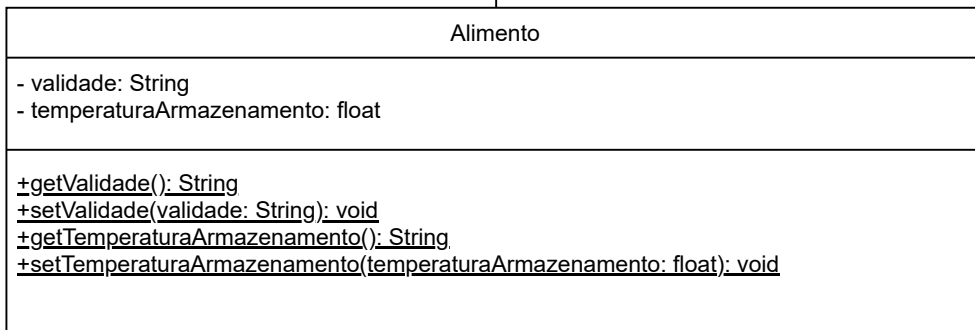 Alimento
- validade: String
- temperaturaArmazenamento: float
+getValidade(): String
+setValidade(validade: String): void
+getTemperaturaArmazenamento(): String
+setTemperaturaArmazenamento(temperaturaArmazenamento: float): void